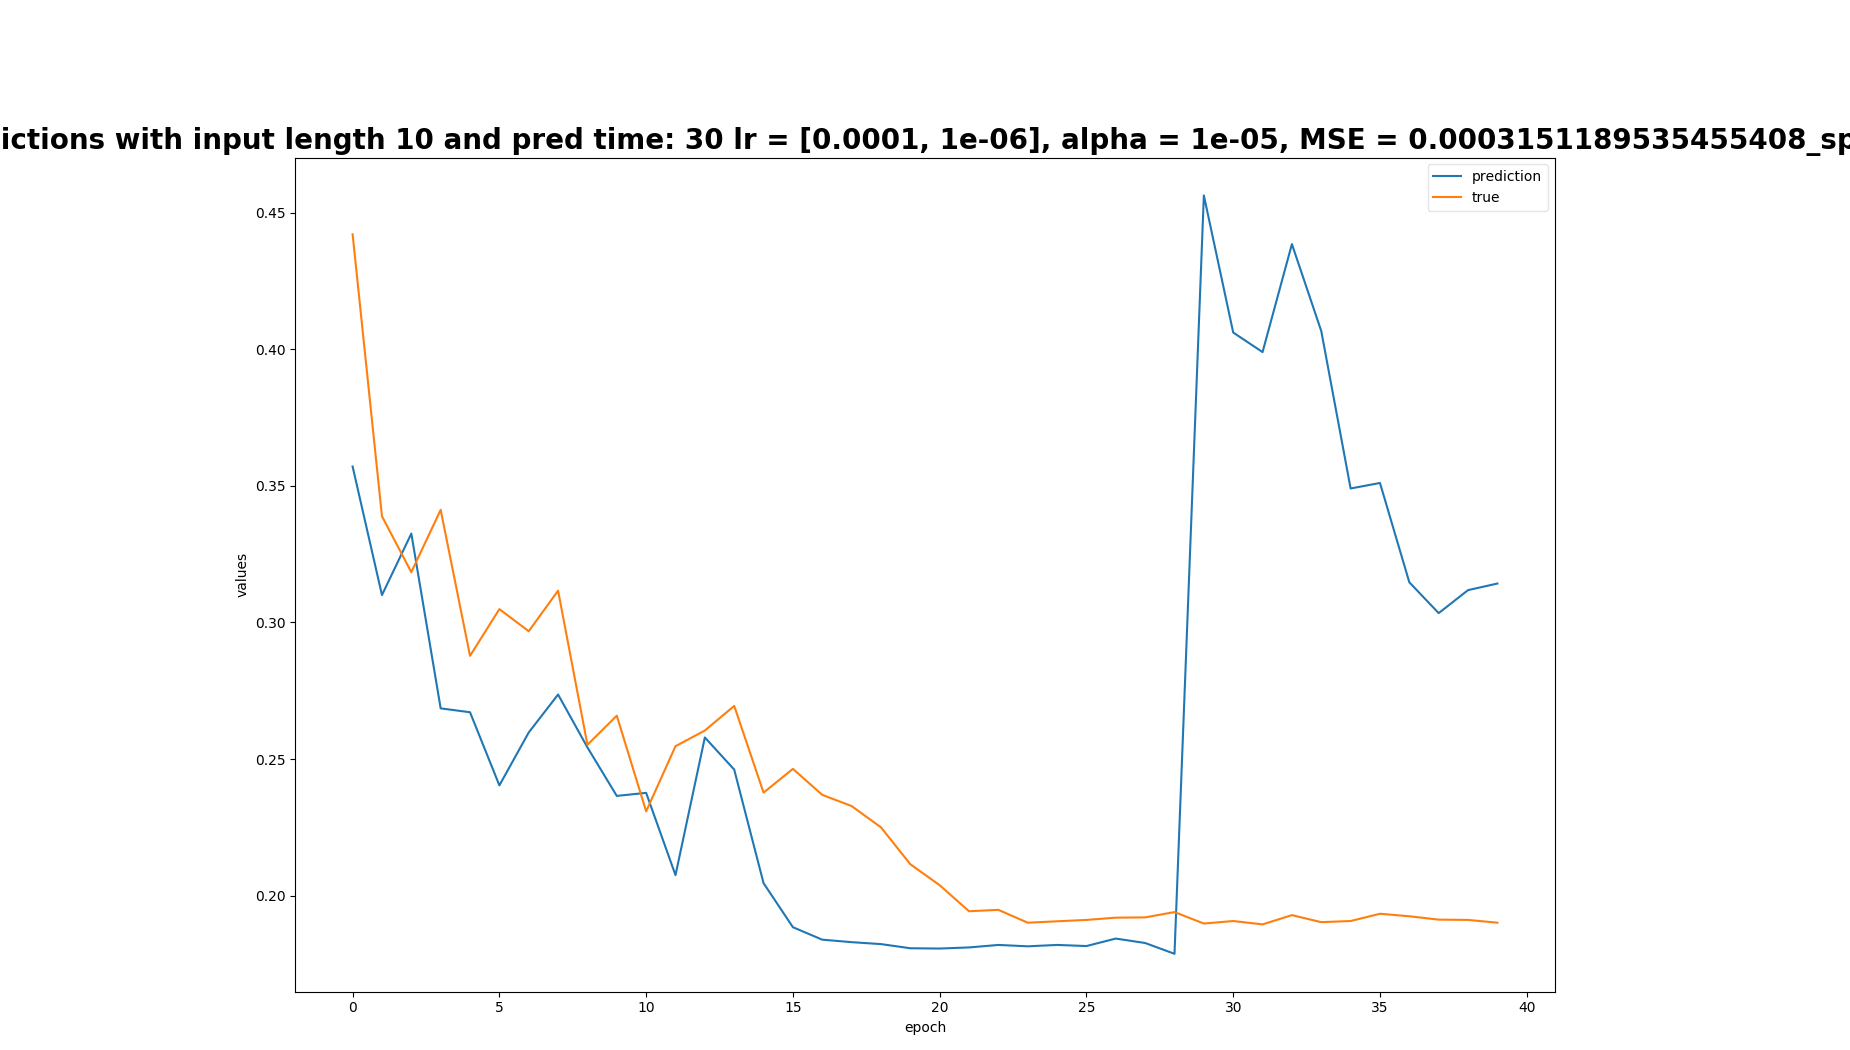 ictions with input length 10 and pred time: 30 lr = [0.0001, 1e-06], alpha = 1e-05, MSE = 0.0003151189535455408_sp
prediction
true
0.45
0.40
0.35
0.30
0.25
0.20
values
0 5 10 15 20 25 30 35 40
epoch